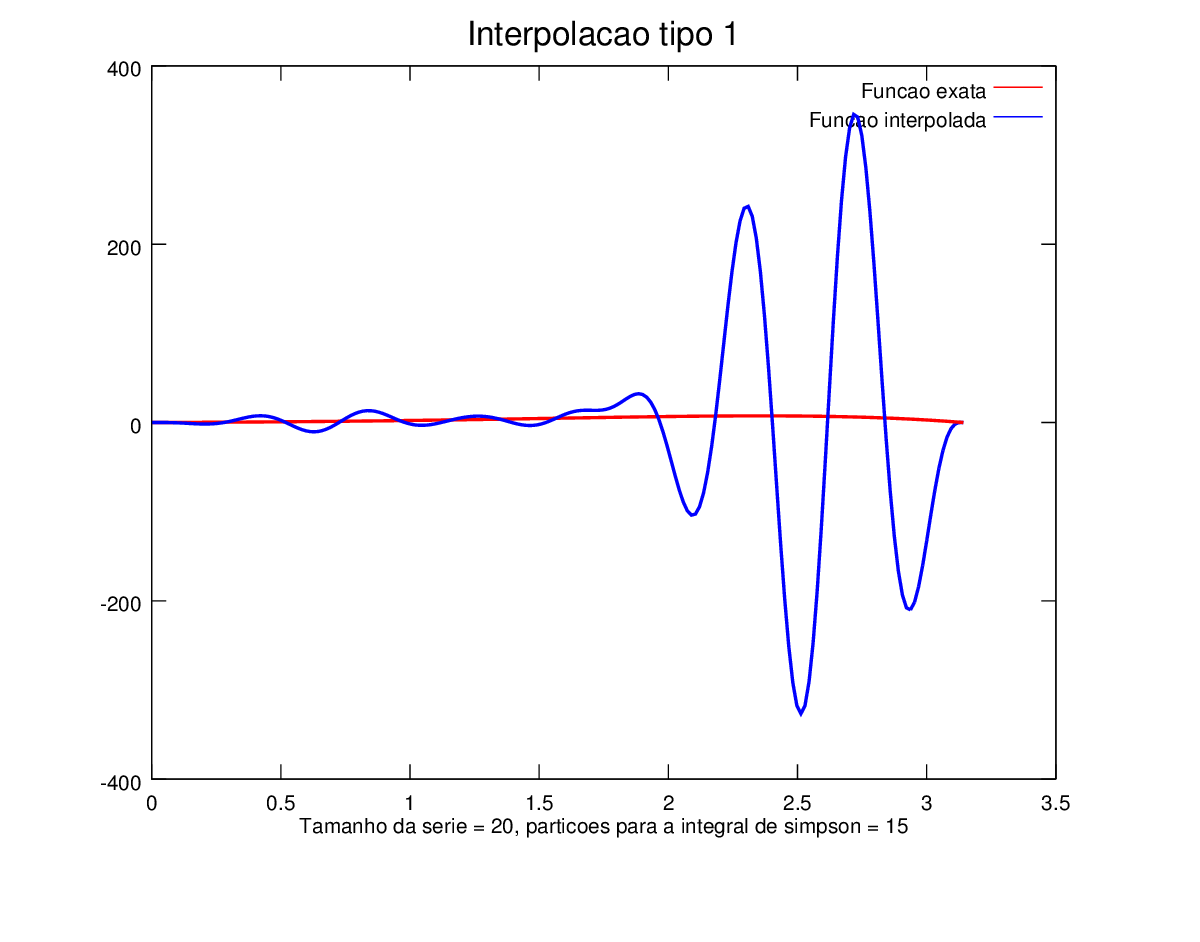 Interpolacao tipo 1
400
200
0
-200
-400
Funcao exata
Funcao interpolada
0 0.5 1 1.5 2 2.5 3 3.5
Tamanho da serie = 20, particoes para a integral de simpson = 15